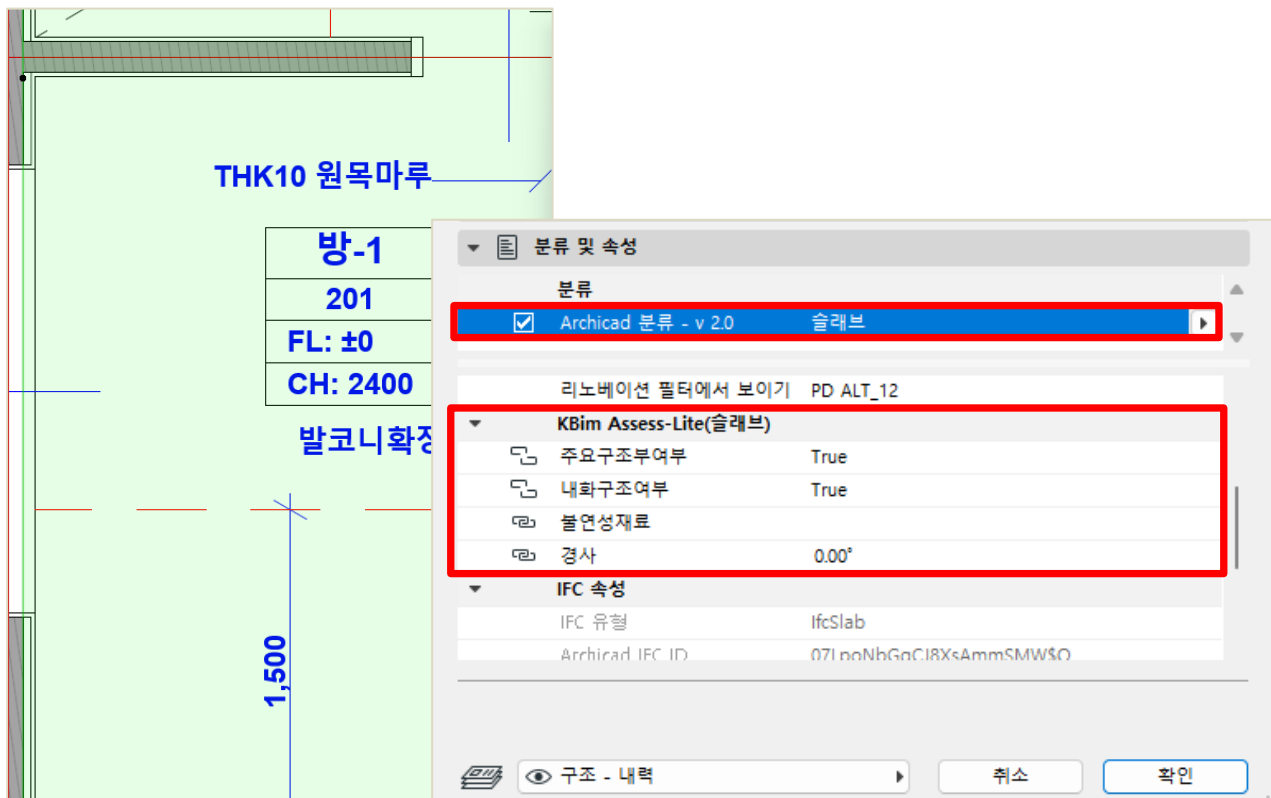 THK10 원목마루
방-1
201
FL: ±0
CH: 2400
발코니확장
1,500
분류 및 속성
분류
Archicad 분류 - v 2.0 슬래브
리노베이션 필터에서 보이기 PD ALT_12
KBim Assess-Lite(슬래브)
주요구조부여부 True
내화구조여부 True
불연성재료
경사 0.00°
IFC 속성
IFC 유형 IfcSlab
Archicad IFC ID
구조 - 내력
취소
확인